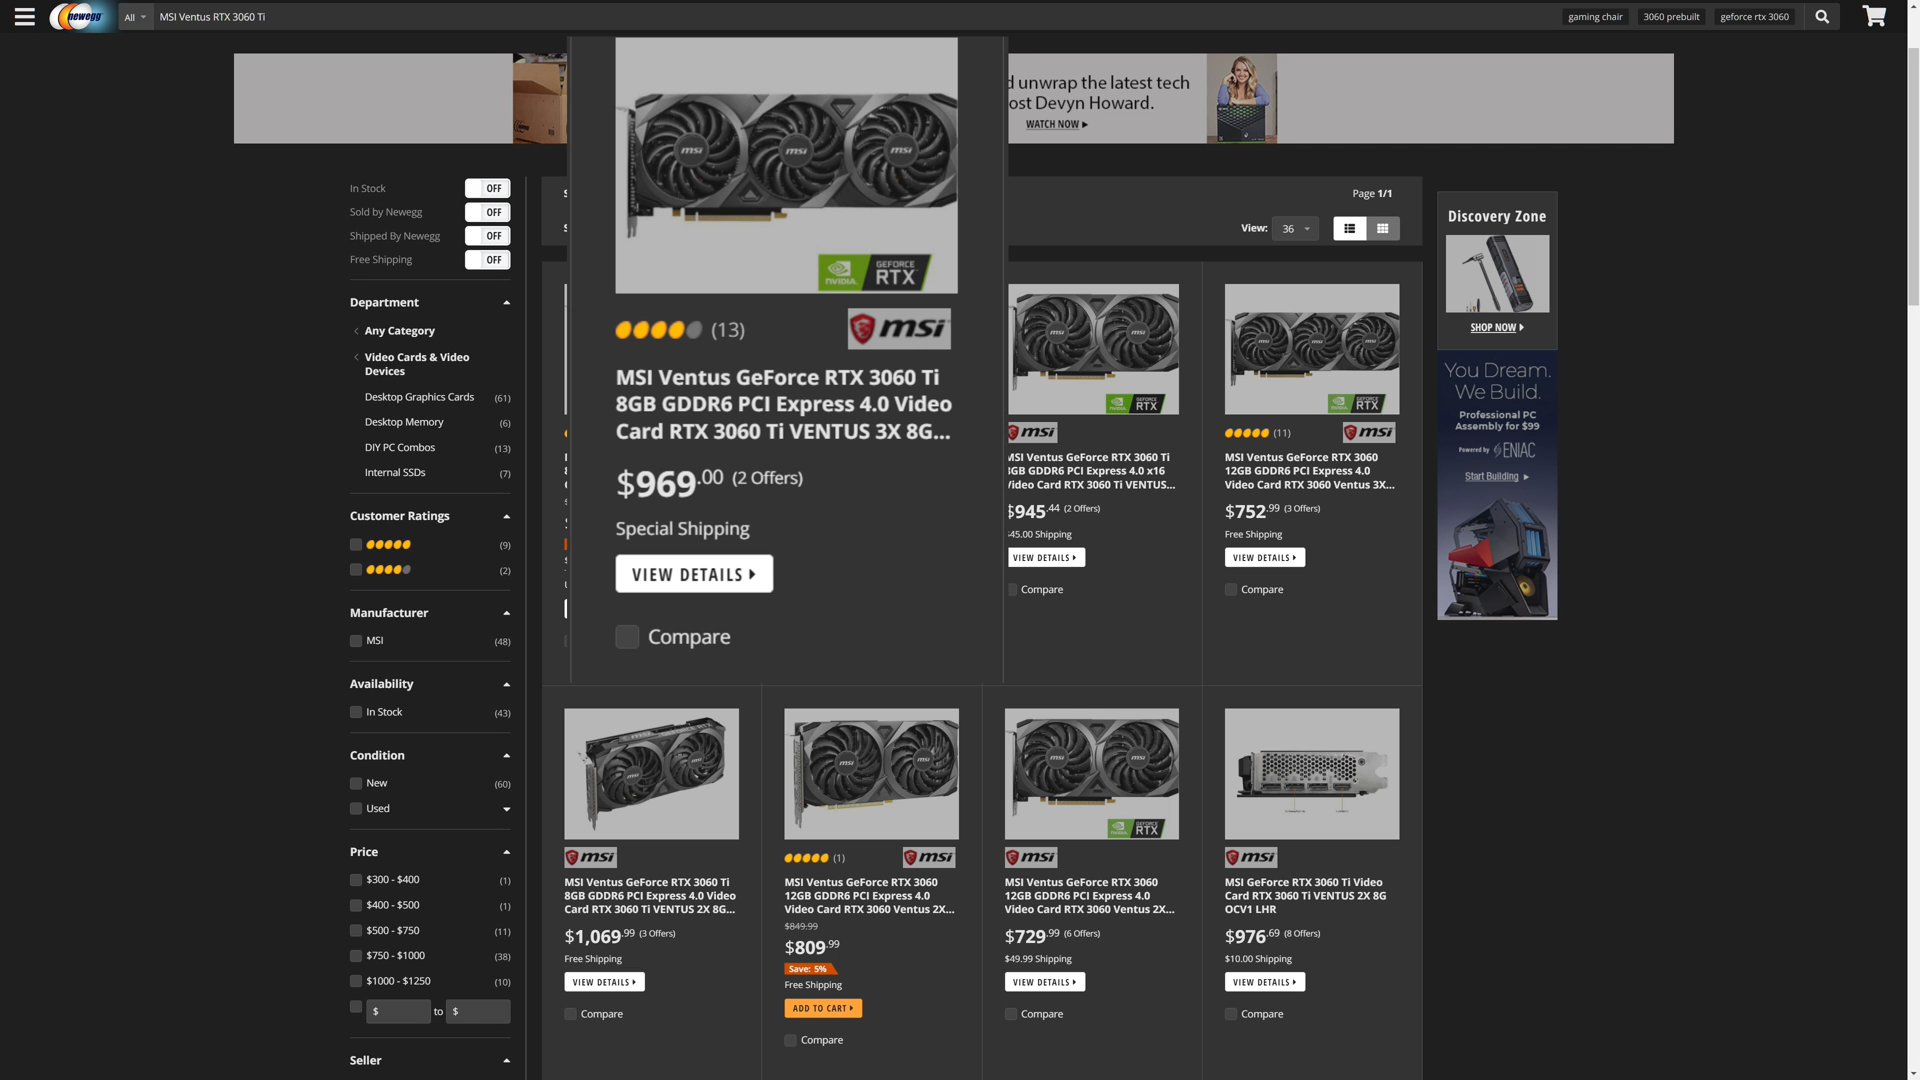 newegg
All
MSI Ventus RTX 3060 Ti
gaming chair
3060 prebuilt
geforce rtx 3060
d unwrap the latest tech
ost Devyn Howard.
WATCH NOW
In Stock OFF
Sold by Newegg OFF
Shipped By Newegg OFF
Free Shipping OFF
Department
Any Category
Video Cards & Video
Devices
Desktop Graphics Cards (61)
Desktop Memory (6)
DIY PC Combos (13)
Internal SSDs (7)
Customer Ratings
(9)
(2)
Manufacturer
MSI (48)
Availability
In Stock (43)
Condition
New (60)
Used
Price
$300 - $400 (1)
$400 - $500 (1)
$500 - $750 (11)
$750 - $1000 (38)
$1000 - $1250 (10)
$ to $
Seller
Page 1/1
View: 36
msi msi msi
NVIDIA. GEFORCE RTX
(13) msi
MSI Ventus GeForce RTX 3060 Ti
8GB GDDR6 PCI Express 4.0 Video
Card RTX 3060 Ti VENTUS 3X 8G...
$969.00 (2 Offers)
Special Shipping
VIEW DETAILS
Compare
GEFORCE RTX
msi
MSI Ventus GeForce RTX 3060 Ti
8GB GDDR6 PCI Express 4.0 x16
Video Card RTX 3060 Ti VENTUS...
$945.44 (2 Offers)
$45.00 Shipping
VIEW DETAILS
Compare
GEFORCE RTX
(11) msi
MSI Ventus GeForce RTX 3060
12GB GDDR6 PCI Express 4.0
Video Card RTX 3060 Ventus 3X...
$752.99 (3 Offers)
Free Shipping
VIEW DETAILS
Compare
msi
MSI Ventus GeForce RTX 3060 Ti
8GB GDDR6 PCI Express 4.0 Video
Card RTX 3060 Ti VENTUS 2X 8G...
$1,069.99 (3 Offers)
Free Shipping
VIEW DETAILS
Compare
(1) msi
MSI Ventus GeForce RTX 3060
12GB GDDR6 PCI Express 4.0
Video Card RTX 3060 Ventus 2X...
$849.99
$809.99
Save: 5%
Free Shipping
ADD TO CART
Compare
GEFORCE RTX
msi
MSI Ventus GeForce RTX 3060
12GB GDDR6 PCI Express 4.0
Video Card RTX 3060 Ventus 2X...
$729.99 (6 Offers)
$49.99 Shipping
VIEW DETAILS
Compare
msi
MSI GeForce RTX 3060 Ti Video
Card RTX 3060 Ti VENTUS 2X 8G
OCV1 LHR
$976.69 (8 Offers)
$10.00 Shipping
VIEW DETAILS
Compare
Discovery Zone
SHOP NOW
You Dream.
We Build.
Professional PC
Assembly for $99
Powered by ENIAC
Start Building